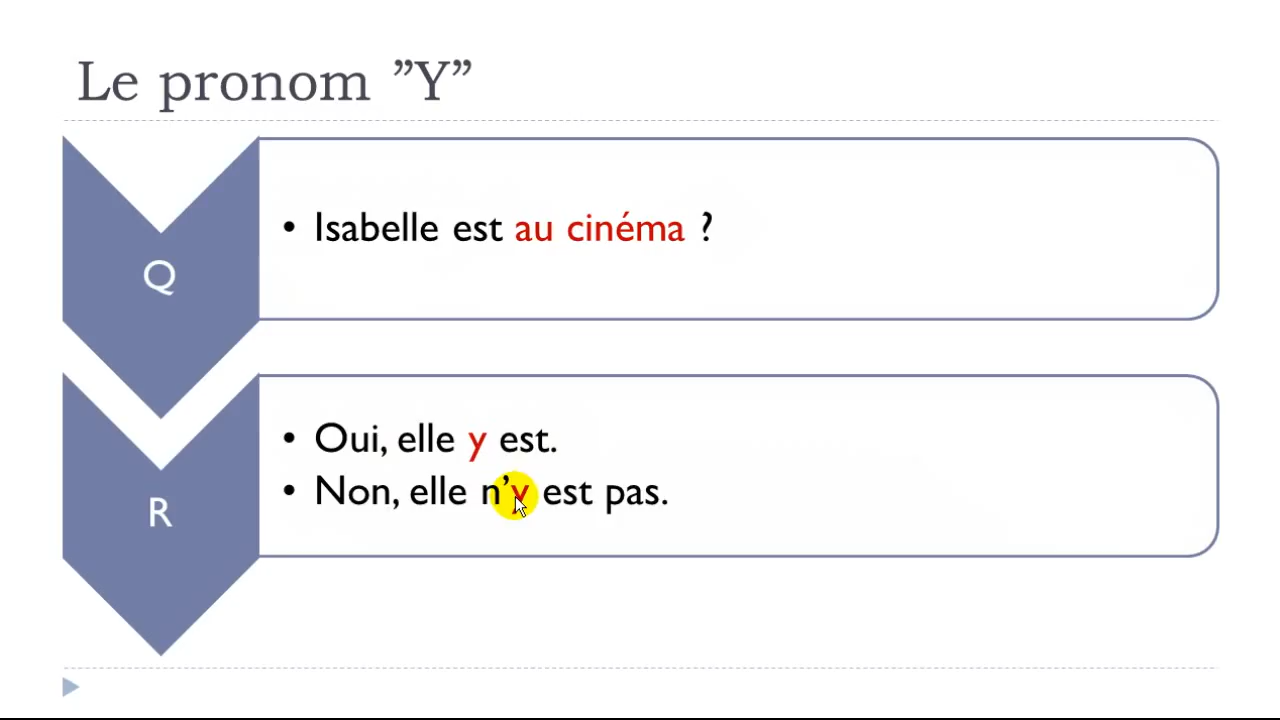 Le pronom ”Y”
Q
• Isabelle est au cinéma ?
R
• Oui, elle y est.
• Non, elle n’y est pas.